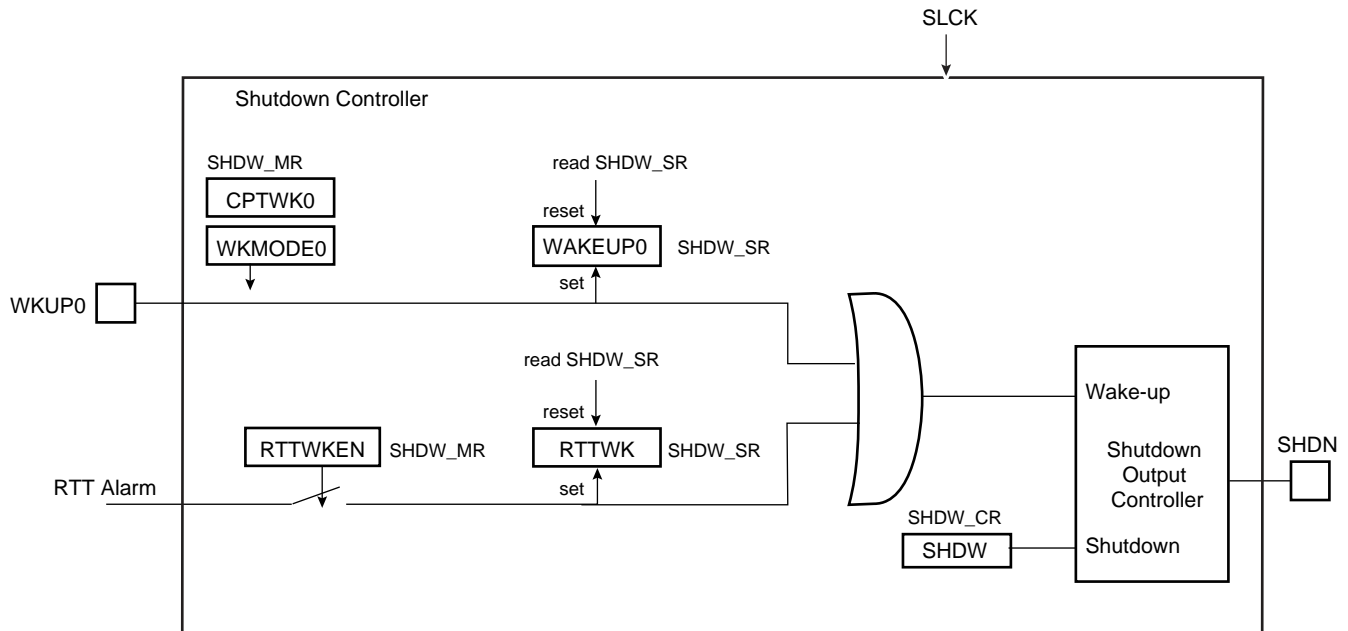 SLCK
Shutdown Controller
SHDW_MR
CPTWK0
WKMODE0
read SHDW_SR
reset
WAKEUP0
SHDW_SR
set
WKUP0
read SHDW_SR
reset
RTTWKEN
SHDW_MR
RTTWK
SHDW_SR
set
RTT Alarm
Wake-up
Shutdown
Output
Controller
SHDN
SHDW_CR
SHDW
Shutdown